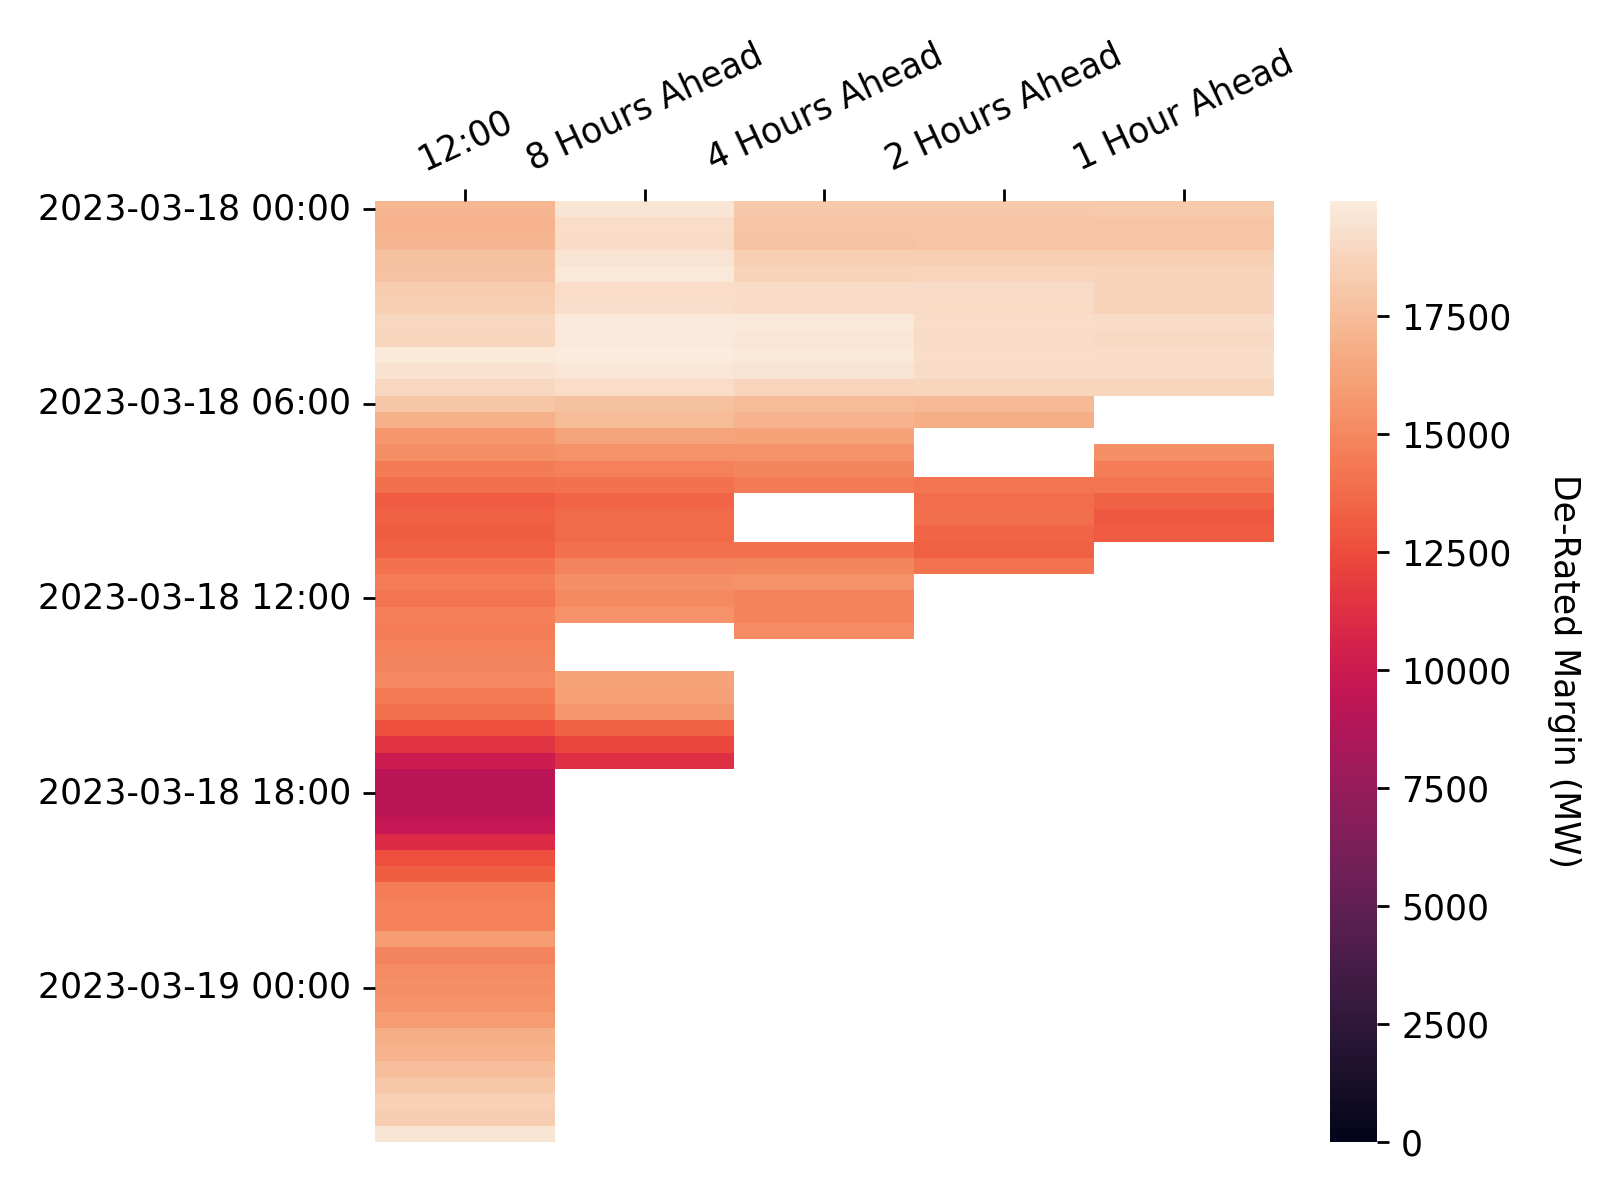 12:00
8 Hours Ahead
4 Hours Ahead
2 Hours Ahead
1 Hour Ahead
2023-03-18 00:00
2023-03-18 06:00
2023-03-18 12:00
2023-03-18 18:00
2023-03-19 00:00
17500
15000
12500
10000
7500
5000
2500
0
De-Rated Margin (MW)